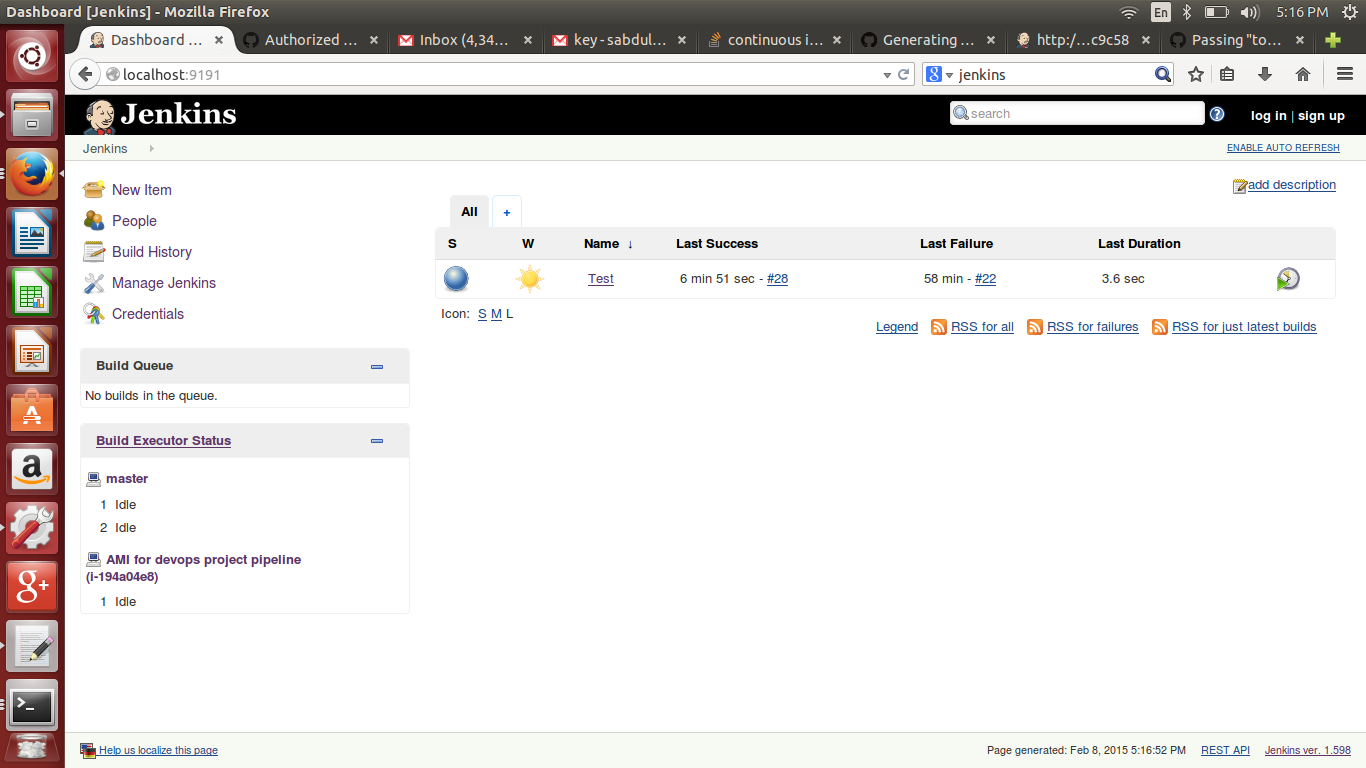 Dashboard [Jenkins] - Mozilla Firefox
En
5:16 PM
Dashboard ...
Authorized ...
Inbox (4,34...
key - sabdul...
continuous i...
Generating ...
http:/...c9c58
Passing "to...
localhost:9191
jenkins
Jenkins
search
log in | sign up
Jenkins
ENABLE AUTO REFRESH
New Item
People
Build History
Manage Jenkins
Credentials
Build Queue
No builds in the queue.
Build Executor Status
master
1 Idle
2 Idle
AMI for devops project pipeline
(i-194a04e8)
1 Idle
add description
All
+
S W Name ↓ Last Success Last Failure Last Duration
Test 6 min 51 sec - #28 58 min - #22 3.6 sec
Icon: S M L
Legend RSS for all RSS for failures RSS for just latest builds
Help us localize this page
Page generated: Feb 8, 2015 5:16:52 PM REST API Jenkins ver. 1.598